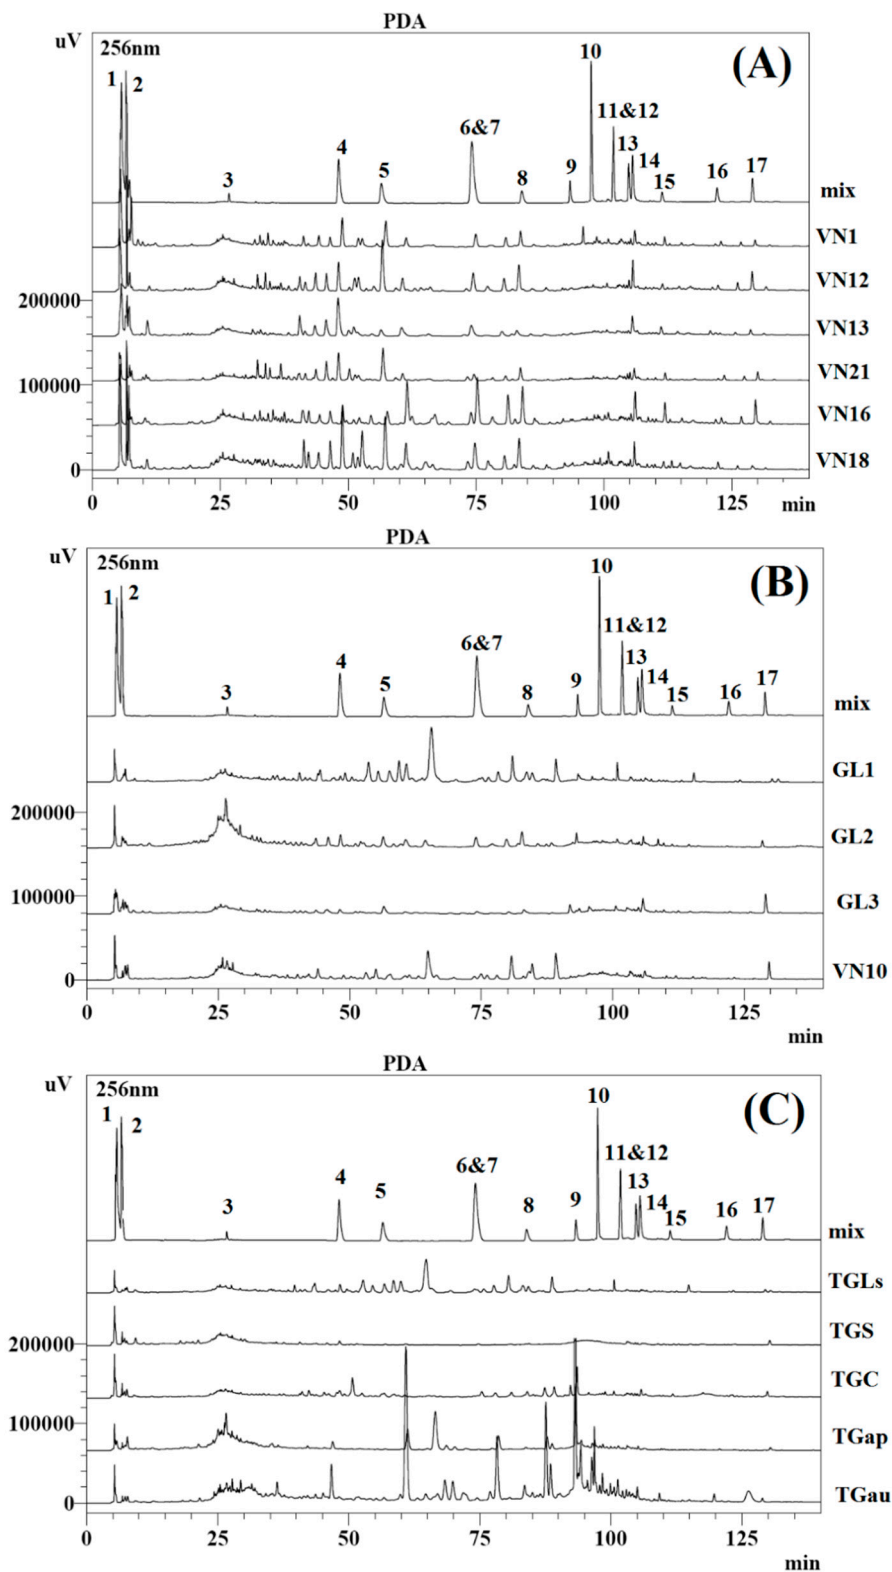 PDA
uV
256nm
(A)
1 2 3 4 5 6&7 8 9 10 11&12 13 14 15 16 17
mix
VN1
VN12
200000
VN13
VN21
100000
VN16
VN18
0
0 25 50 75 100 125 min
PDA
uV
256nm
(B)
1 2 3 4 5 6&7 8 9 10 11&12 13 14 15 16 17
mix
GL1
200000
GL2
100000
GL3
VN10
0
0 25 50 75 100 125
min
PDA
uV
256nm
(C)
1 2 3 4 5 6&7 8 9 10 11&12 13 14 15 16 17
mix
TGLs
TGS
200000
TGC
100000
TGap
TGau
0
0 25 50 75 100 125
min